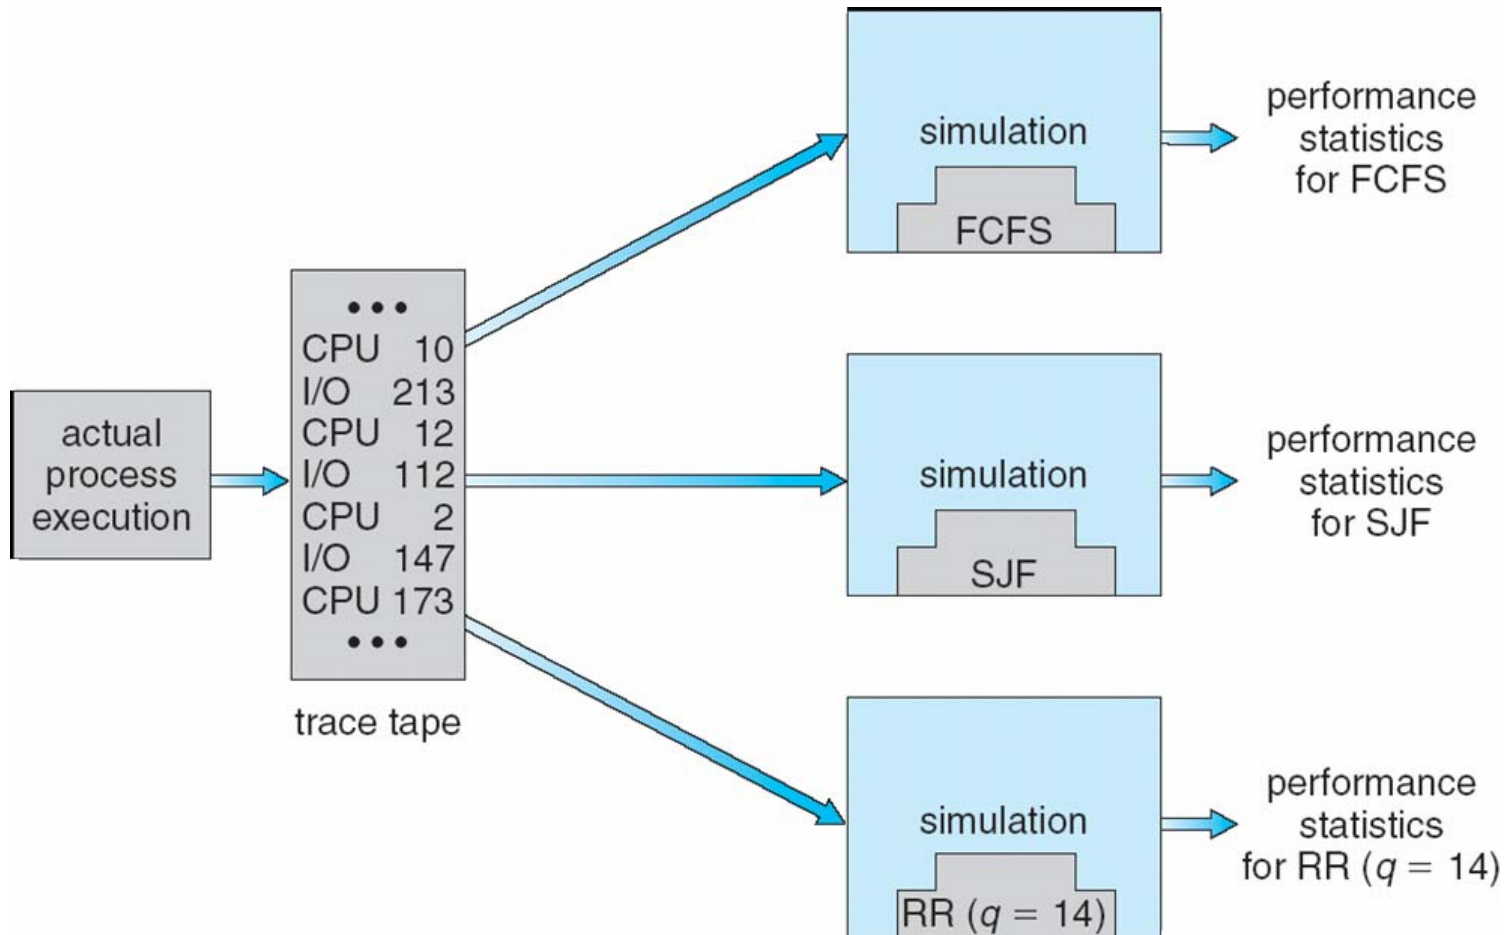 actual
process
execution
• • •
CPU 10
I/O 213
CPU 12
I/O 112
CPU 2
I/O 147
CPU 173
• • •
trace tape
simulation
FCFS
performance
statistics
for FCFS
simulation
SJF
performance
statistics
for SJF
simulation
RR (q = 14)
performance
statistics
for RR (q = 14)